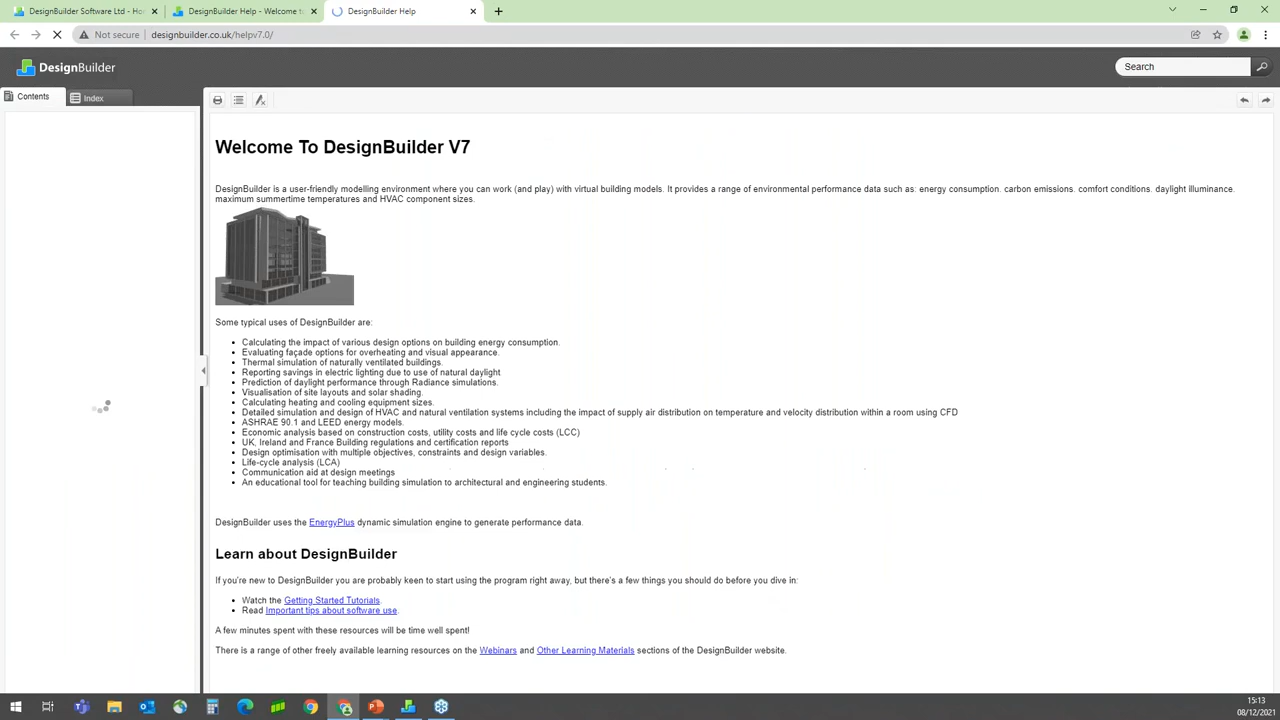 DesignBuilder Software Ltd - Hom
DesignBuilder Help - Welcome t
DesignBuilder Help
Not secure | designbuilder.co.uk/helpv7.0/
DesignBuilder
Search
Contents
Index
Welcome To DesignBuilder V7
DesignBuilder is a user-friendly modelling environment where you can work (and play) with virtual building models. It provides a range of environmental performance data such as: energy consumption, carbon emissions, comfort conditions, daylight illuminance,
maximum summertime temperatures and HVAC component sizes.
Some typical uses of DesignBuilder are:
• Calculating the impact of various design options on building energy consumption.
• Evaluating façade options for overheating and visual appearance.
• Thermal simulation of naturally ventilated buildings.
• Reporting savings in electric lighting due to use of natural daylight
• Prediction of daylight performance through Radiance simulations.
• Visualisation of site layouts and solar shading.
• Calculating heating and cooling equipment sizes.
• Detailed simulation and design of HVAC and natural ventilation systems including the impact of supply air distribution on temperature and velocity distribution within a room using CFD
• ASHRAE 90.1 and LEED energy models.
• Economic analysis based on construction costs, utility costs and life cycle costs (LCC)
• UK, Ireland and France Building regulations and certification reports
• Design optimisation with multiple objectives, constraints and design variables.
• Life-cycle analysis (LCA)
• Communication aid at design meetings
• An educational tool for teaching building simulation to architectural and engineering students.
DesignBuilder uses the EnergyPlus dynamic simulation engine to generate performance data.
Learn about DesignBuilder
If you're new to DesignBuilder you are probably keen to start using the program right away, but there's a few things you should do before you dive in:
• Watch the Getting Started Tutorials.
• Read Important tips about software use.
A few minutes spent with these resources will be time well spent!
There is a range of other freely available learning resources on the Webinars and Other Learning Materials sections of the DesignBuilder website.
15:13
08/12/2021